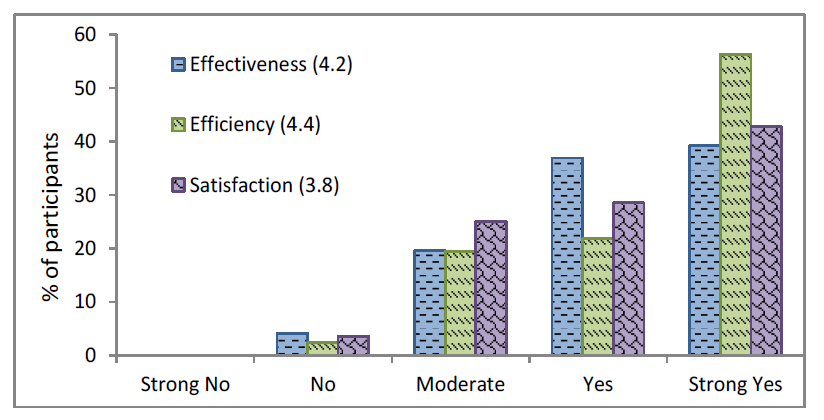 60
50
40
30
20
10
0
% of participants
Effectiveness (4.2)
Efficiency (4.4)
Satisfaction (3.8)
Strong No
No
Moderate
Yes
Strong Yes